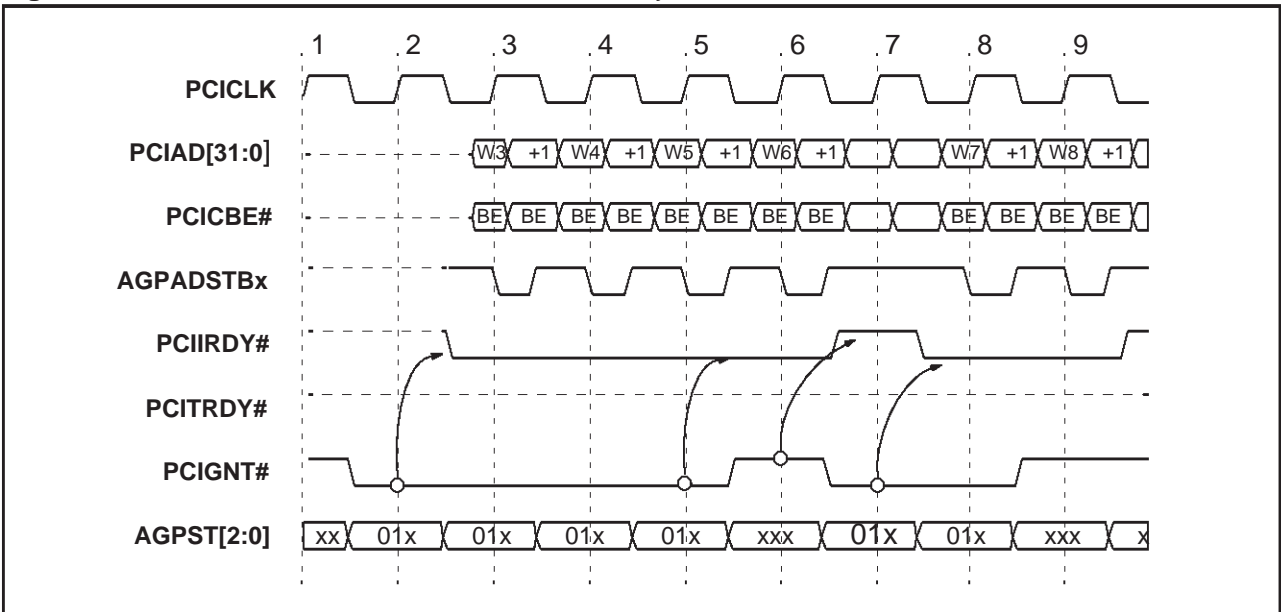 .1 .2 .3 .4 .5 .6 .7 .8 .9
PCICLK
PCIAD[31:0] W3 +1 W4 +1 W5 +1 W6 +1 W7 +1 W8 +1
PCICBE# BE BE BE BE BE BE BE BE BE BE BE BE
AGPADSTBx
PCIIRDY#
PCITRDY#
PCIGNT#
AGPST[2:0] xx 01x 01x 01x 01x xxx 01x 01x xxx x